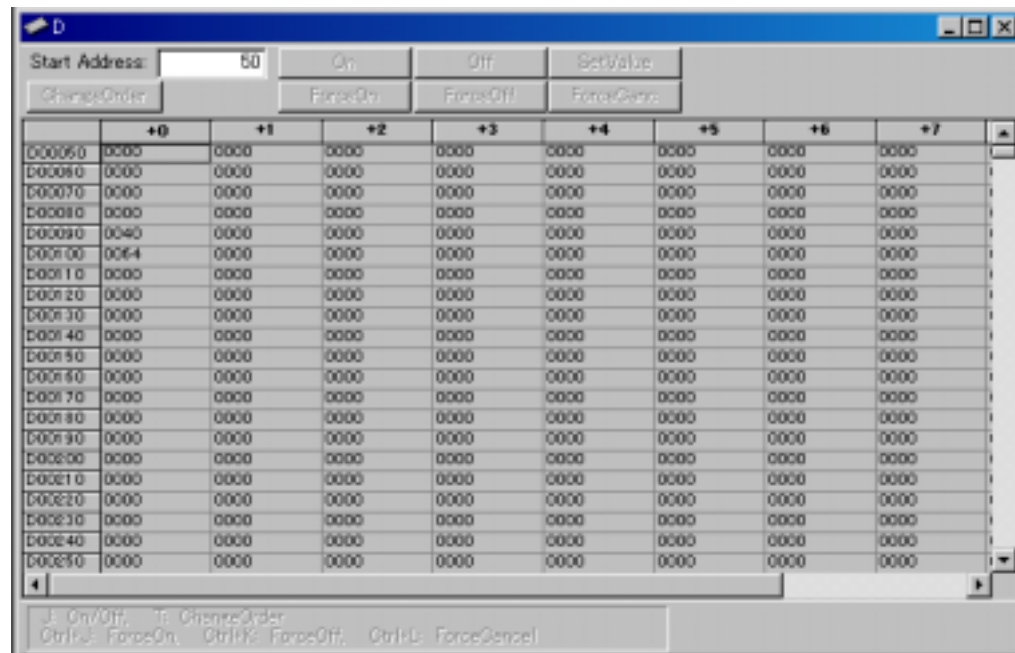 D
Start Address: 50 On Off SetValue
ChangeOrder ForceOn ForceOff ForceCancel
+0 +1 +2 +3 +4 +5 +6 +7
D00050 0000 0000 0000 0000 0000 0000 0000 0000
D00060 0000 0000 0000 0000 0000 0000 0000 0000
D00070 0000 0000 0000 0000 0000 0000 0000 0000
D00080 0000 0000 0000 0000 0000 0000 0000 0000
D00090 0040 0000 0000 0000 0000 0000 0000 0000
D00100 0064 0000 0000 0000 0000 0000 0000 0000
D00110 0000 0000 0000 0000 0000 0000 0000 0000
D00120 0000 0000 0000 0000 0000 0000 0000 0000
D00130 0000 0000 0000 0000 0000 0000 0000 0000
D00140 0000 0000 0000 0000 0000 0000 0000 0000
D00150 0000 0000 0000 0000 0000 0000 0000 0000
D00160 0000 0000 0000 0000 0000 0000 0000 0000
D00170 0000 0000 0000 0000 0000 0000 0000 0000
D00180 0000 0000 0000 0000 0000 0000 0000 0000
D00190 0000 0000 0000 0000 0000 0000 0000 0000
D00200 0000 0000 0000 0000 0000 0000 0000 0000
D00210 0000 0000 0000 0000 0000 0000 0000 0000
D00220 0000 0000 0000 0000 0000 0000 0000 0000
D00230 0000 0000 0000 0000 0000 0000 0000 0000
D00240 0000 0000 0000 0000 0000 0000 0000 0000
D00250 0000 0000 0000 0000 0000 0000 0000 0000
J: On/Off, T: ChangeOrder
Ctrl+J: ForceOn, Ctrl+K: ForceOff, Ctrl+L: ForceCancel